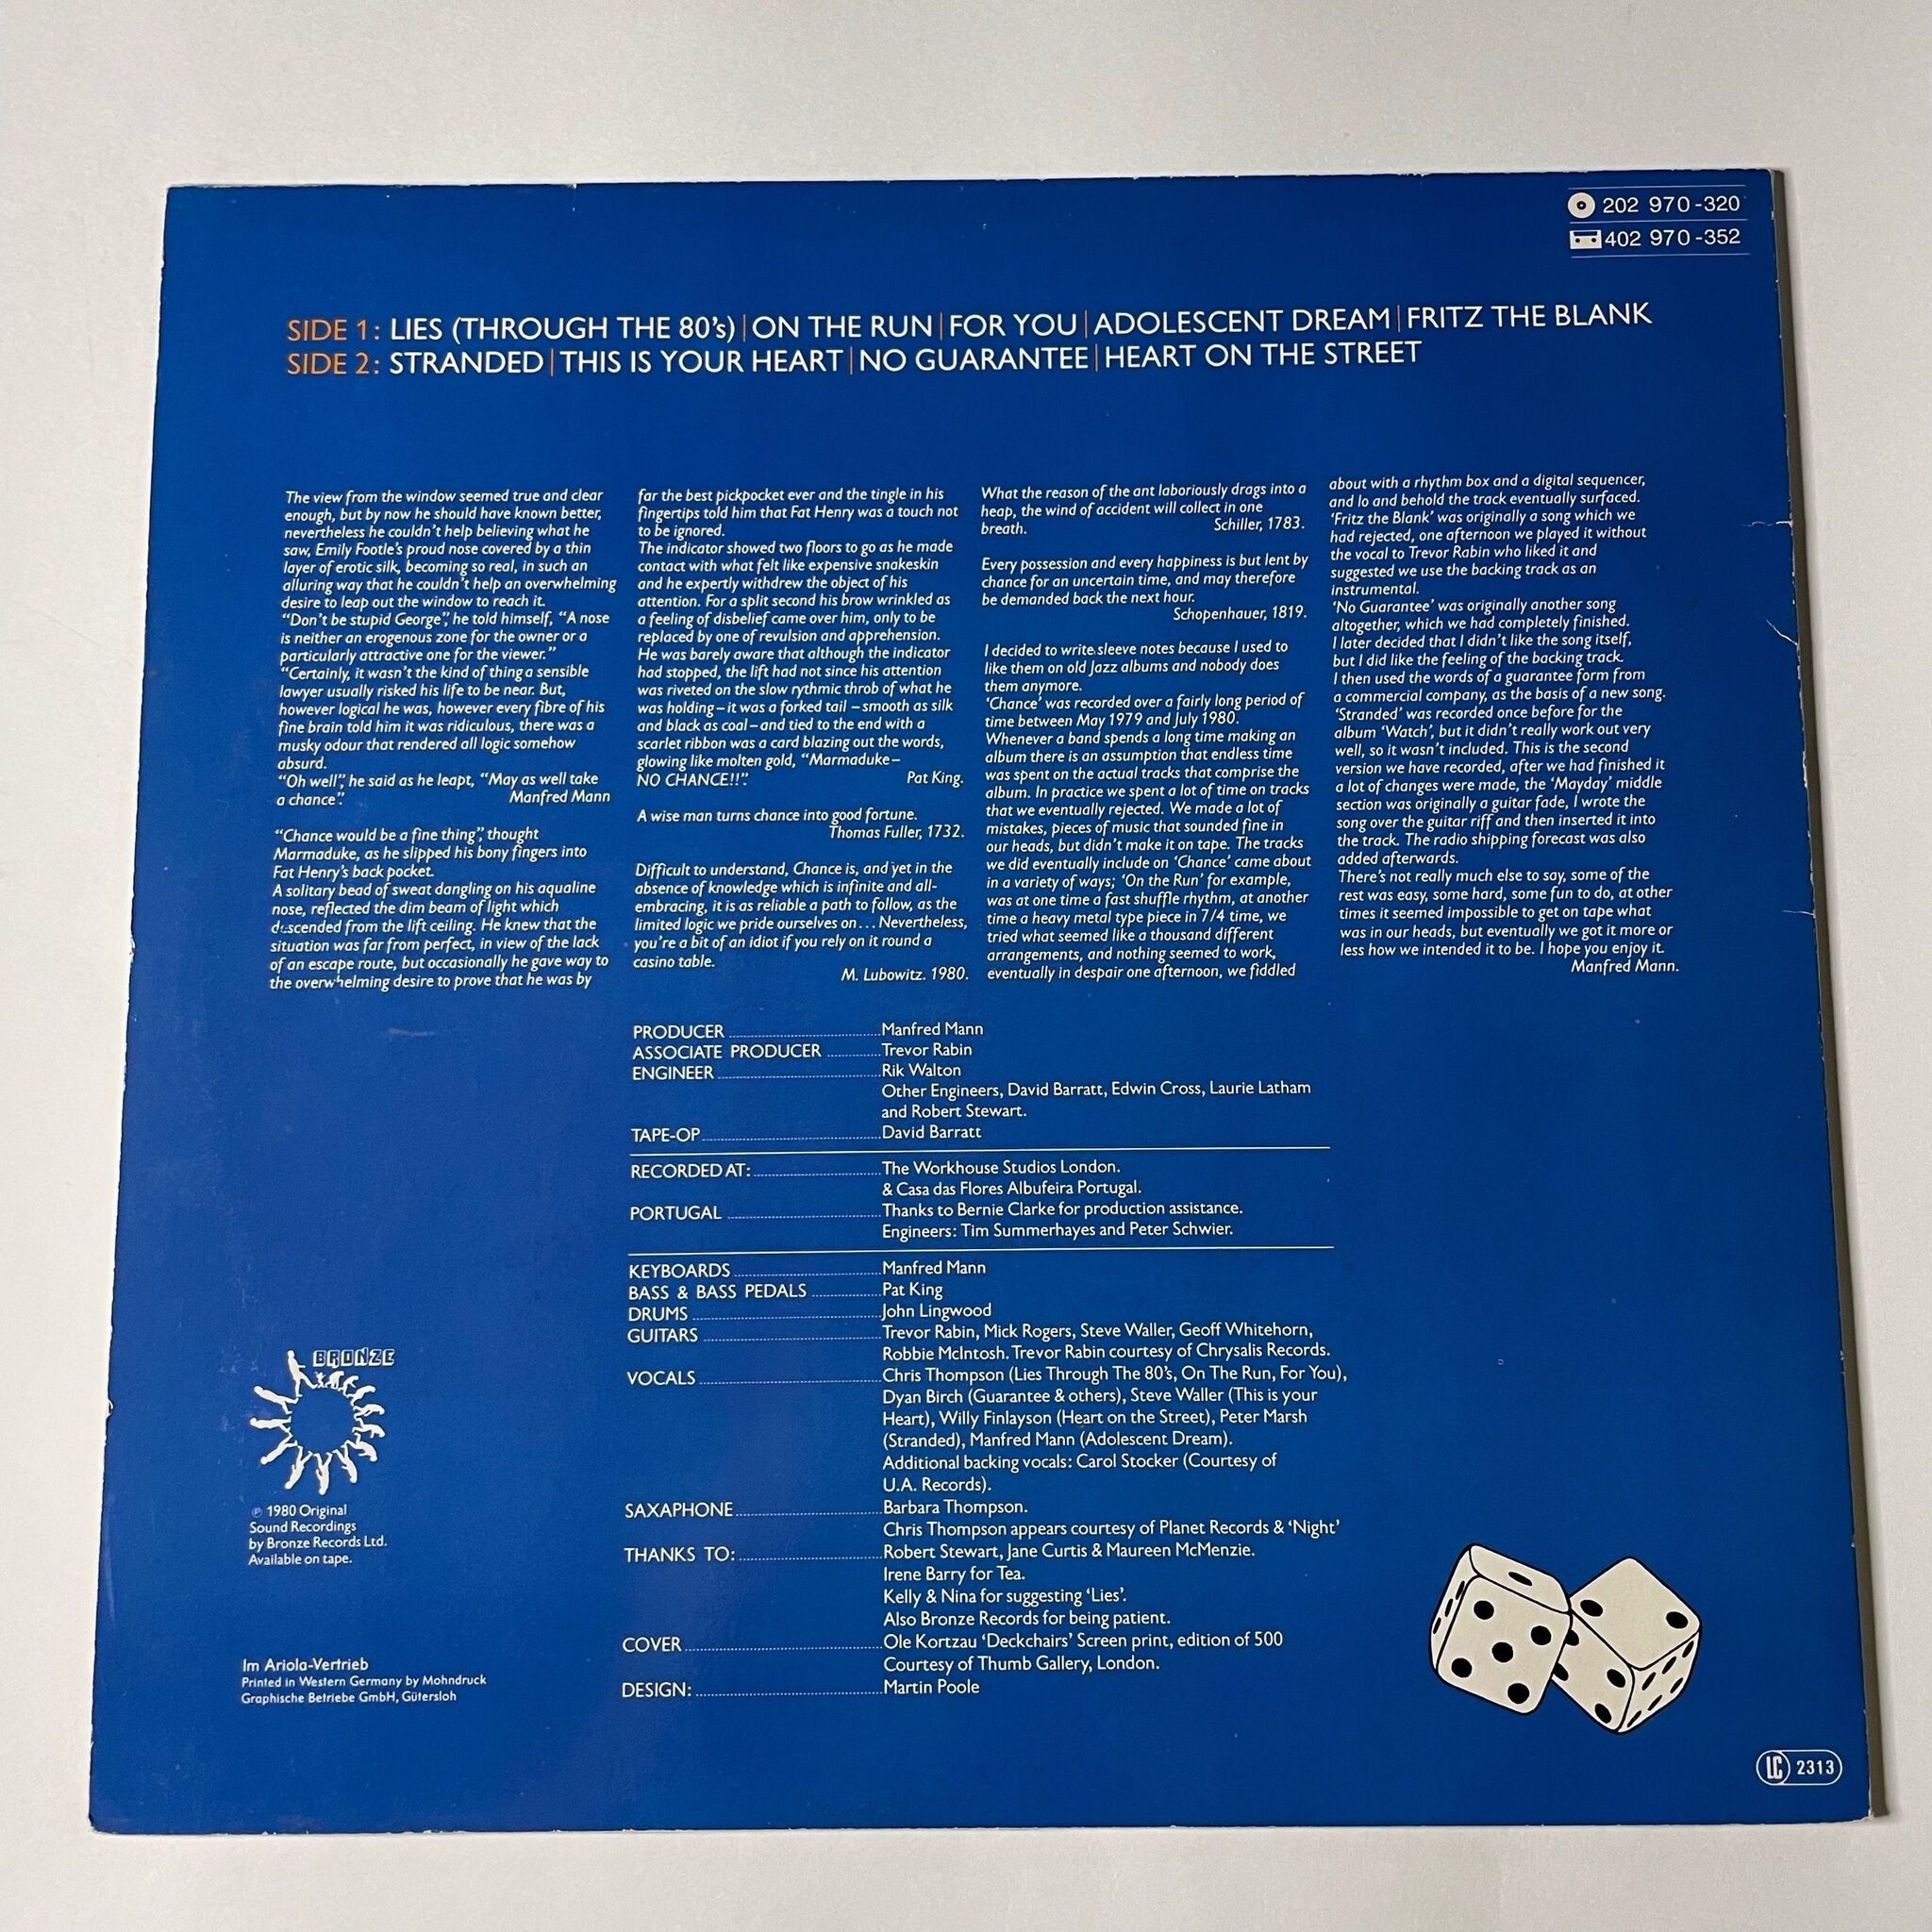 202 970-320
402 970-352
SIDE 1: LIES (THROUGH THE 80's)|ON THE RUN|FOR YOU|ADOLESCENT DREAM|FRITZ THE BLANK
SIDE 2: STRANDED|THIS IS YOUR HEART|NO GUARANTEE|HEART ON THE STREET
The view from the window seemed true and clear
enough, but by now he should have known better,
nevertheless he couldn't help believing what he
saw, Emily Footle's proud nose covered by a thin
layer of erotic silk, becoming so real, in such an
alluring way that he couldn't help an overwhelming
desire to leap out the window to reach it.
"Don't be stupid George", he told himself, "A nose
is neither an erogenous zone for the owner or a
particularly attractive one for the viewer."
"Certainly, it wasn't the kind of thing a sensible
lawyer usually risked his life to be near. But,
however logical he was, however every fibre of his
fine brain told him it was ridiculous, there was a
musky odour that rendered all logic somehow
absurd.
"Oh well", he said as he leapt, "May as well take
a chance". Manfred Mann
"Chance would be a fine thing", thought
Marmaduke, as he slipped his bony fingers into
Fat Henry's back pocket.
A solitary bead of sweat dangling on his aqualine
nose, reflected the dim beam of light which
descended from the lift ceiling. He knew that the
situation was far from perfect, in view of the lack
of an escape route, but occasionally he gave way to
the overwhelming desire to prove that he was by
far the best pickpocket ever and the tingle in his
fingertips told him that Fat Henry was a touch not
to be ignored.
The indicator showed two floors to go as he made
contact with what felt like expensive snakeskin
and he expertly withdrew the object of his
attention. For a split second his brow wrinkled as
a feeling of disbelief came over him, only to be
replaced by one of revulsion and apprehension.
He was barely aware that although the indicator
had stopped, the lift had not since his attention
was riveted on the slow rythmic throb of what he
was holding – it was a forked tail – smooth as silk
and black as coal – and tied to the end with a
scarlet ribbon was a card blazing out the words,
glowing like molten gold, "Marmaduke –
NO CHANCE!!". Pat King.
A wise man turns chance into good fortune.
Thomas Fuller, 1732.
Difficult to understand, Chance is, and yet in the
absence of knowledge which is infinite and all-
embracing, it is as reliable a path to follow, as the
limited logic we pride ourselves on... Nevertheless,
you're a bit of an idiot if you rely on it round a
casino table.
M. Lubowitz. 1980.
What the reason of the ant laboriously drags into a
heap, the wind of accident will collect in one
breath. Schiller, 1783.
Every possession and every happiness is but lent by
chance for an uncertain time, and may therefore
be demanded back the next hour.
Schopenhauer, 1819.
I decided to write sleeve notes because I used to
like them on old Jazz albums and nobody does
them anymore.
'Chance' was recorded over a fairly long period of
time between May 1979 and July 1980.
Whenever a band spends a long time making an
album there is an assumption that endless time
was spent on the actual tracks that comprise the
album. In practice we spent a lot of time on tracks
that we eventually rejected. We made a lot of
mistakes, pieces of music that sounded fine in
our heads, but didn't make it on tape. The tracks
we did eventually include on 'Chance' came about
in a variety of ways; 'On the Run' for example,
was at one time a fast shuffle rhythm, at another
time a heavy metal type piece in 7/4 time, we
tried what seemed like a thousand different
arrangements, and nothing seemed to work,
eventually in despair one afternoon, we fiddled
about with a rhythm box and a digital sequencer,
and lo and behold the track eventually surfaced.
'Fritz the Blank' was originally a song which we
had rejected, one afternoon we played it without
the vocal to Trevor Rabin who liked it and
suggested we use the backing track as an
instrumental.
'No Guarantee' was originally another song
altogether, which we had completely finished.
I later decided that I didn't like the song itself,
but I did like the feeling of the backing track.
I then used the words of a guarantee form from
a commercial company, as the basis of a new song.
'Stranded' was recorded once before for the
album 'Watch', but it didn't really work out very
well, so it wasn't included. This is the second
version we have recorded, after we had finished it
a lot of changes were made, the 'Mayday' middle
section was originally a guitar fade, I wrote the
song over the guitar riff and then inserted it into
the track. The radio shipping forecast was also
added afterwards.
There's not really much else to say, some of the
rest was easy, some hard, some fun to do, at other
times it seemed impossible to get on tape what
was in our heads, but eventually we got it more or
less how we intended it to be. I hope you enjoy it.
Manfred Mann.
PRODUCER Manfred Mann
ASSOCIATE PRODUCER Trevor Rabin
ENGINEER Rik Walton
Other Engineers, David Barratt, Edwin Cross, Laurie Latham
and Robert Stewart.
TAPE-OP David Barratt
RECORDED AT: The Workhouse Studios London.
& Casa das Flores Albufeira Portugal.
PORTUGAL Thanks to Bernie Clarke for production assistance.
Engineers: Tim Summerhayes and Peter Schwier.
KEYBOARDS Manfred Mann
BASS & BASS PEDALS Pat King
DRUMS John Lingwood
GUITARS Trevor Rabin, Mick Rogers, Steve Waller, Geoff Whitehorn,
Robbie McIntosh. Trevor Rabin courtesy of Chrysalis Records.
VOCALS Chris Thompson (Lies Through The 80's, On The Run, For You),
Dyan Birch (Guarantee & others), Steve Waller (This is your
Heart), Willy Finlayson (Heart on the Street), Peter Marsh
(Stranded), Manfred Mann (Adolescent Dream).
Additional backing vocals: Carol Stocker (Courtesy of
U.A. Records).
SAXAPHONE Barbara Thompson.
Chris Thompson appears courtesy of Planet Records & 'Night'
THANKS TO: Robert Stewart, Jane Curtis & Maureen McMenzie.
Irene Barry for Tea.
Kelly & Nina for suggesting 'Lies'.
Also Bronze Records for being patient.
COVER Ole Kortzau 'Deckchairs' Screen print, edition of 500
Courtesy of Thumb Gallery, London.
DESIGN: Martin Poole
BRONZE
℗ 1980 Original
Sound Recordings
by Bronze Records Ltd.
Available on tape.
Im Ariola-Vertrieb
Printed in Western Germany by Mohndruck
Graphische Betriebe GmbH, Gütersloh
LC 2313